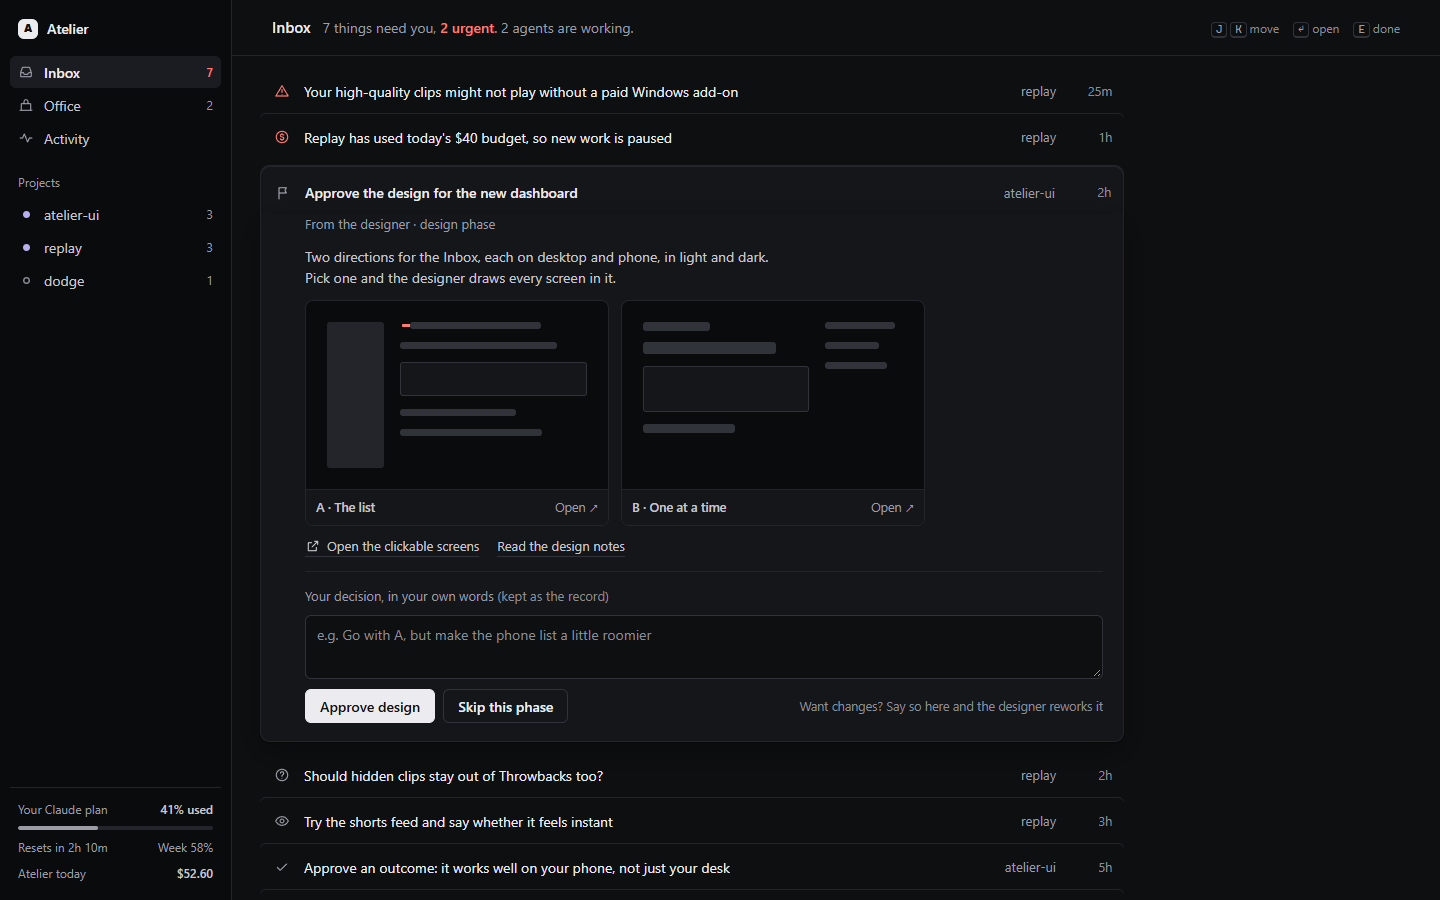 A Atelier
Inbox 7
Office 2
Activity
Projects
atelier-ui 3
replay 3
dodge 1
Your Claude plan 41% used
Resets in 2h 10m Week 58%
Atelier today $52.60
Inbox 7 things need you, 2 urgent. 2 agents are working.
J K move ↵ open E done
Your high-quality clips might not play without a paid Windows add-on replay 25m
Replay has used today's $40 budget, so new work is paused replay 1h
Approve the design for the new dashboard atelier-ui 2h
From the designer · design phase
Two directions for the Inbox, each on desktop and phone, in light and dark.
Pick one and the designer draws every screen in it.
A · The list Open ↗
B · One at a time Open ↗
Open the clickable screens Read the design notes
Your decision, in your own words (kept as the record)
e.g. Go with A, but make the phone list a little roomier
Approve design Skip this phase Want changes? Say so here and the designer reworks it
Should hidden clips stay out of Throwbacks too? replay 2h
Try the shorts feed and say whether it feels instant replay 3h
Approve an outcome: it works well on your phone, not just your desk atelier-ui 5h